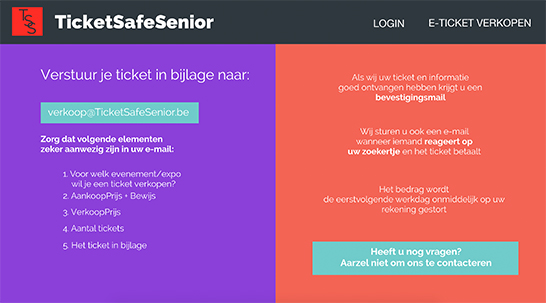 TSS
TicketSafeSenior
LOGIN
E-TICKET VERKOPEN
Verstuur je ticket in bijlage naar:
verkoop@TicketSafeSenior.be
Zorg dat volgende elementen
zeker aanwezig zijn in uw e-mail:
1. Voor welk evenement/expo
wil je een ticket verkopen?
2. AankoopPrijs + Bewijs
3. VerkoopPrijs
4. Aantal tickets
5. Het ticket in bijlage
Als wij uw ticket en informatie
goed ontvangen hebben krijgt u een
bevestigingsmail
Wij sturen u ook een e-mail
wanneer iemand reageert op
uw zoekertje en het ticket betaalt
Het bedrag wordt
de eerstvolgende werkdag onmiddelijk op uw
rekening gestort
Heeft u nog vragen?
Aarzel niet om ons te contacteren